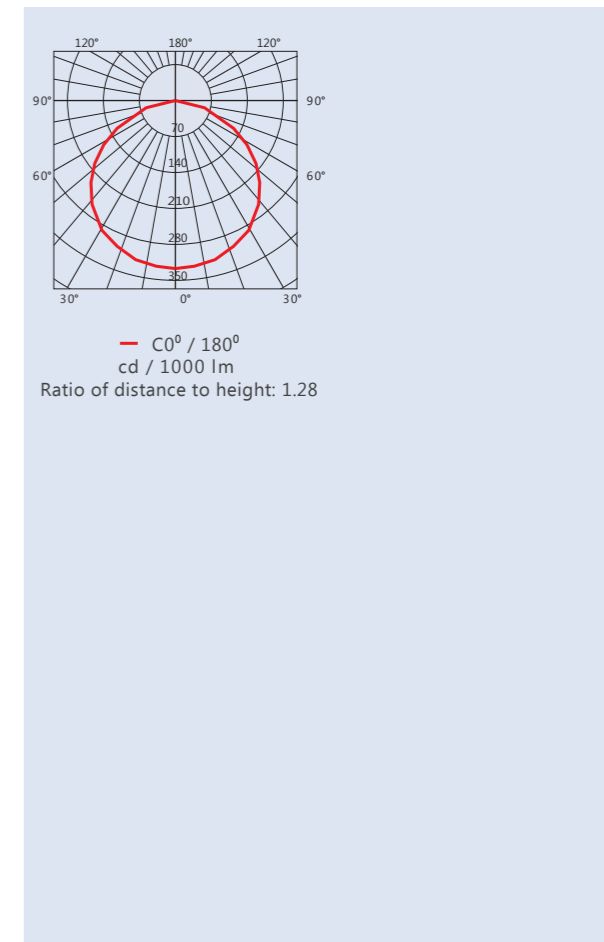 120° 180° 120°
90° 90°
70
140
60° 60°
210
280
350
30° 0° 30°
C0⁰ / 180⁰
cd / 1000 lm
Ratio of distance to height: 1.28